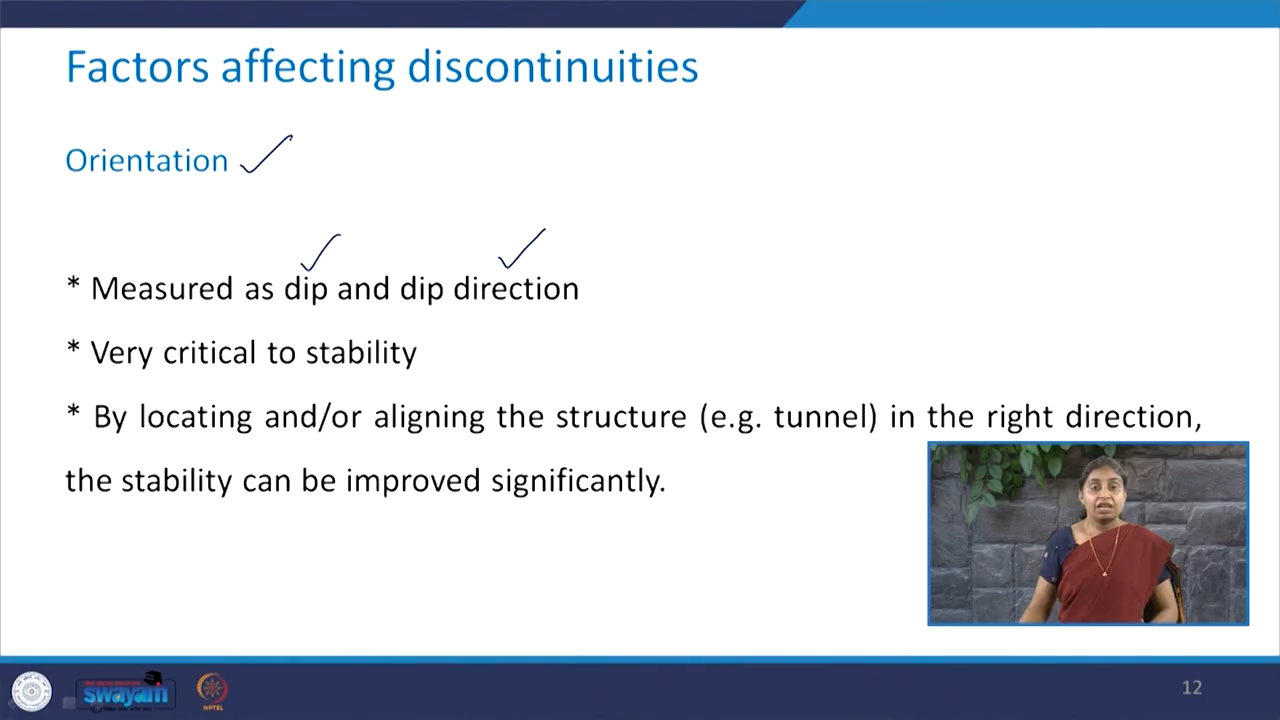 Factors affecting discontinuities
Orientation
* Measured as dip and dip direction
* Very critical to stability
* By locating and/or aligning the structure (e.g. tunnel) in the right direction,
the stability can be improved significantly.
swayam
NPTEL
12